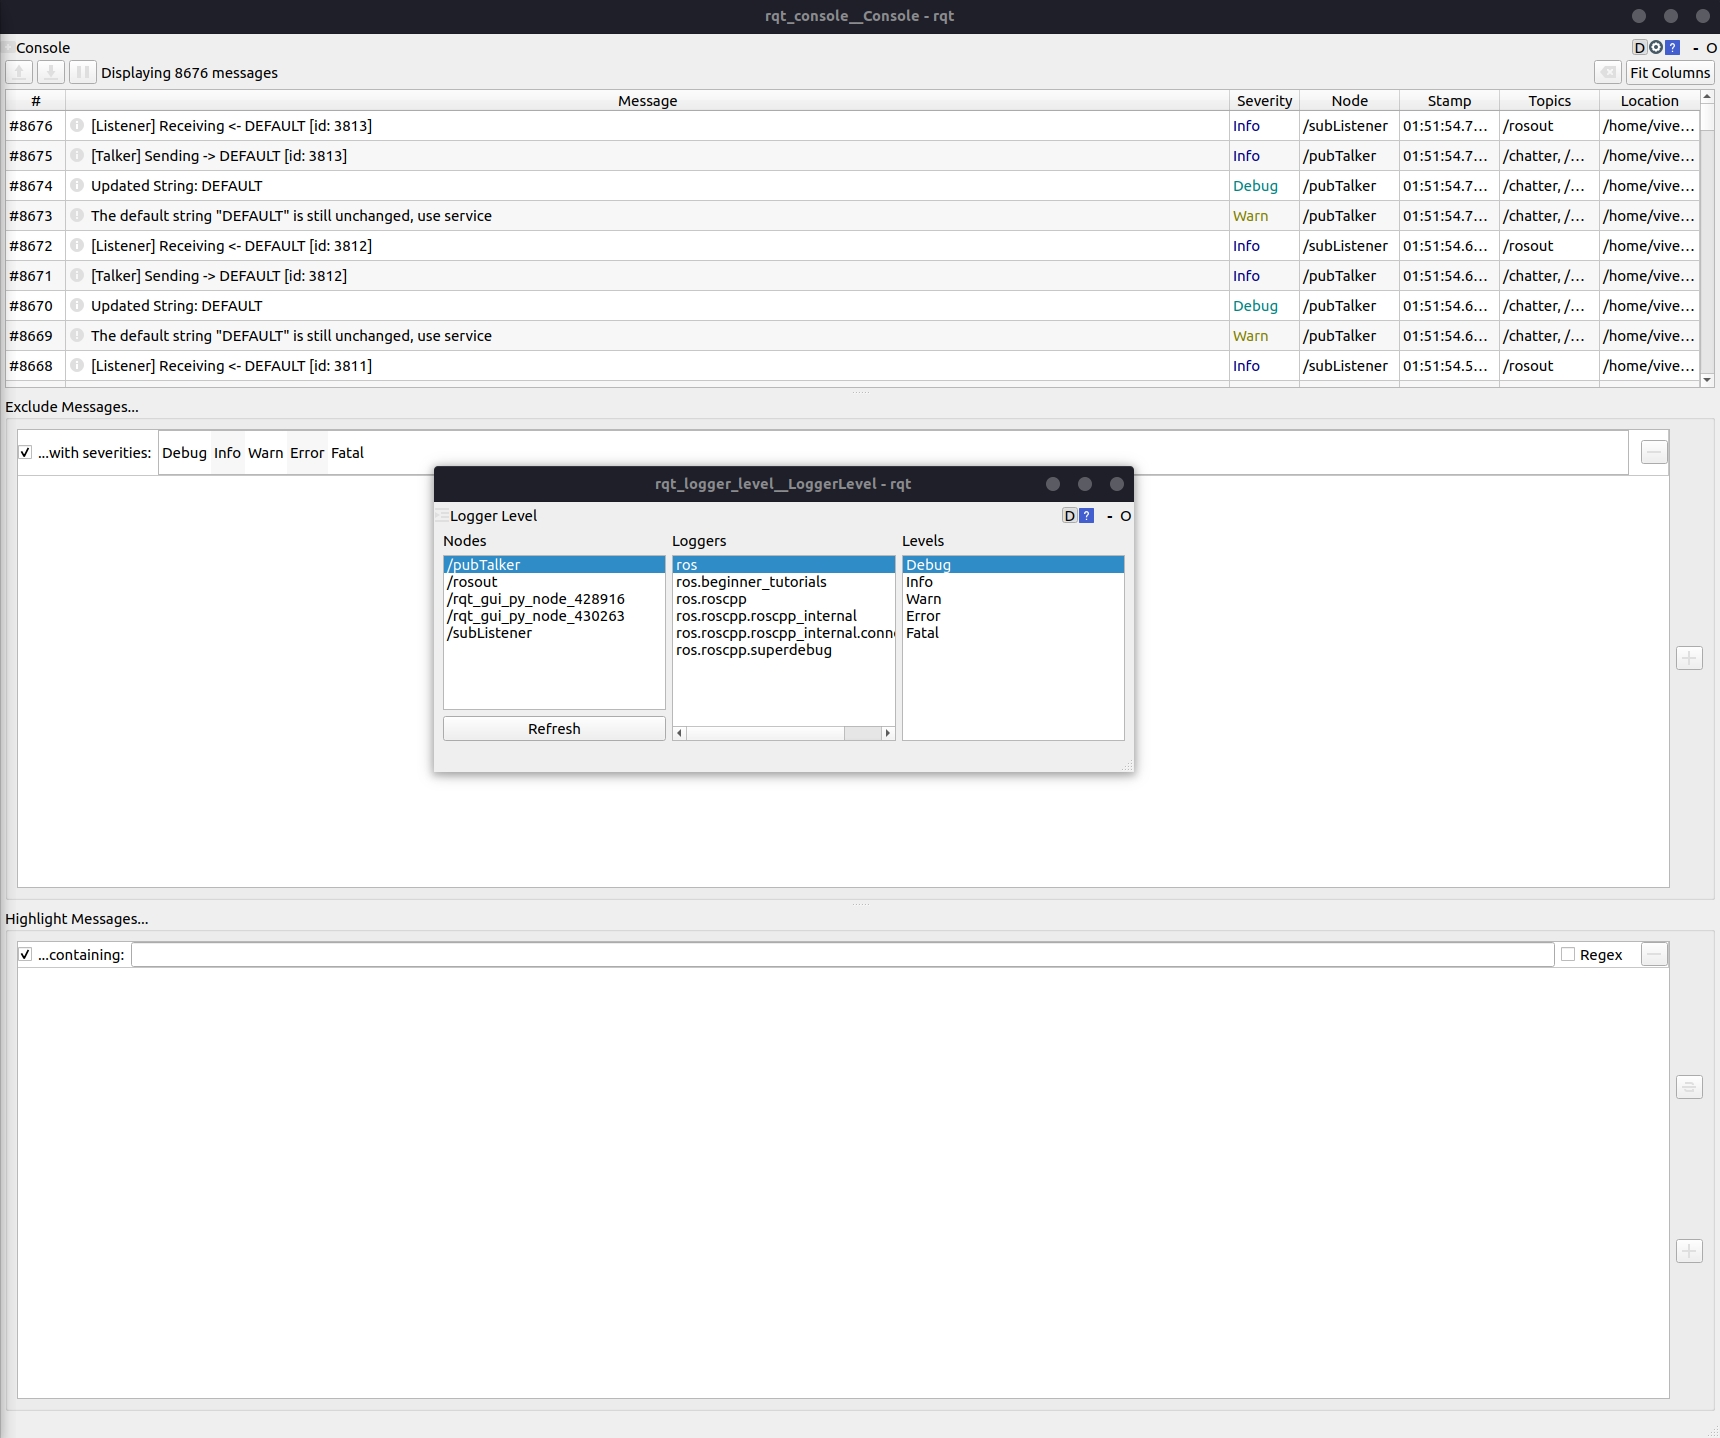 rqt_console__Console - rqt
Console
D ? - O
Displaying 8676 messages
Fit Columns
# Message Severity Node Stamp Topics Location
#8676 [Listener] Receiving <- DEFAULT [id: 3813] Info /subListener 01:51:54.7... /rosout /home/vive...
#8675 [Talker] Sending -> DEFAULT [id: 3813] Info /pubTalker 01:51:54.7... /chatter, /... /home/vive...
#8674 Updated String: DEFAULT Debug /pubTalker 01:51:54.7... /chatter, /... /home/vive...
#8673 The default string "DEFAULT" is still unchanged, use service Warn /pubTalker 01:51:54.7... /chatter, /... /home/vive...
#8672 [Listener] Receiving <- DEFAULT [id: 3812] Info /subListener 01:51:54.6... /rosout /home/vive...
#8671 [Talker] Sending -> DEFAULT [id: 3812] Info /pubTalker 01:51:54.6... /chatter, /... /home/vive...
#8670 Updated String: DEFAULT Debug /pubTalker 01:51:54.6... /chatter, /... /home/vive...
#8669 The default string "DEFAULT" is still unchanged, use service Warn /pubTalker 01:51:54.6... /chatter, /... /home/vive...
#8668 [Listener] Receiving <- DEFAULT [id: 3811] Info /subListener 01:51:54.5... /rosout /home/vive...
Exclude Messages...
...with severities: Debug Info Warn Error Fatal
rqt_logger_level__LoggerLevel - rqt
Logger Level
D ? - O
Nodes Loggers Levels
/pubTalker ros Debug
/rosout ros.beginner_tutorials Info
/rqt_gui_py_node_428916 ros.roscpp Warn
/rqt_gui_py_node_430263 ros.roscpp.roscpp_internal Error
/subListener ros.roscpp.roscpp_internal.conn Fatal
ros.roscpp.superdebug
Refresh
Highlight Messages...
...containing: Regex